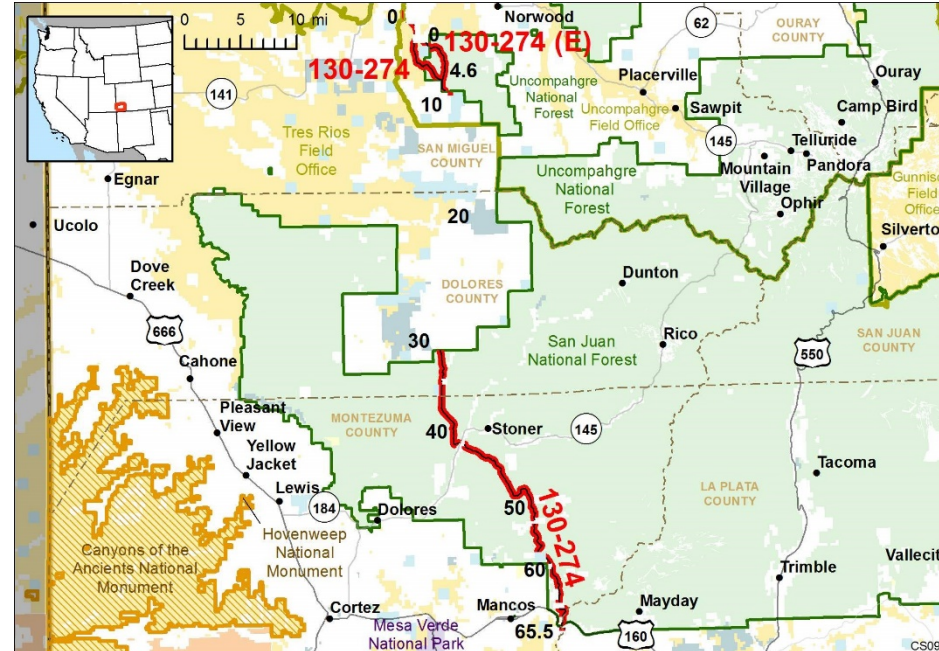 0 5 10 mi
0
Norwood
62
OURAY
COUNTY
0
130-274 (E)
130-274
4.6
Placerville
Ouray
141
10
Uncompahgre
National
Forest
Uncompahgre
Field Office
Sawpit
Camp Bird
Tres Rios
Field
Office
SAN MIGUEL
COUNTY
145
Telluride
Pandora
Mountain
Village
Egnar
Uncompahgre
National
Forest
Ophir
Gunnison
Field
Office
Ucolo
20
Silverto
Dove
Creek
DOLORES
COUNTY
Dunton
666
30
San Juan
National Forest
Rico
SAN JUAN
COUNTY
550
Cahone
Pleasant
View
MONTEZUMA
COUNTY
40
Stoner
145
Yellow
Jacket
Tacoma
Lewis
LA PLATA
COUNTY
184
Dolores
50
130-274
Canyons of the
Ancients National
Monument
Hovenweep
National
Monument
60
Trimble
Vallecit
Cortez
Mancos
Mayday
Mesa Verde
National Park
65.5
160
CS09